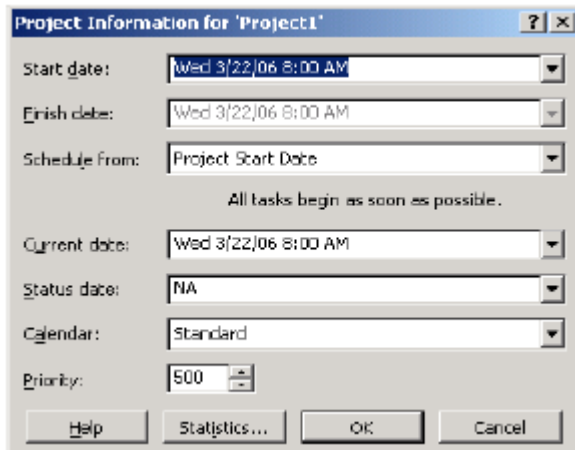 Project Information for 'Project1'
Start date: Wed 3/22/06 8:00 AM
Finish date: Wed 3/22/06 8:00 AM
Schedule from: Project Start Date
All tasks begin as soon as possible.
Current date: Wed 3/22/06 8:00 AM
Status date: NA
Calendar: Standard
Priority: 500
Help Statistics... OK Cancel